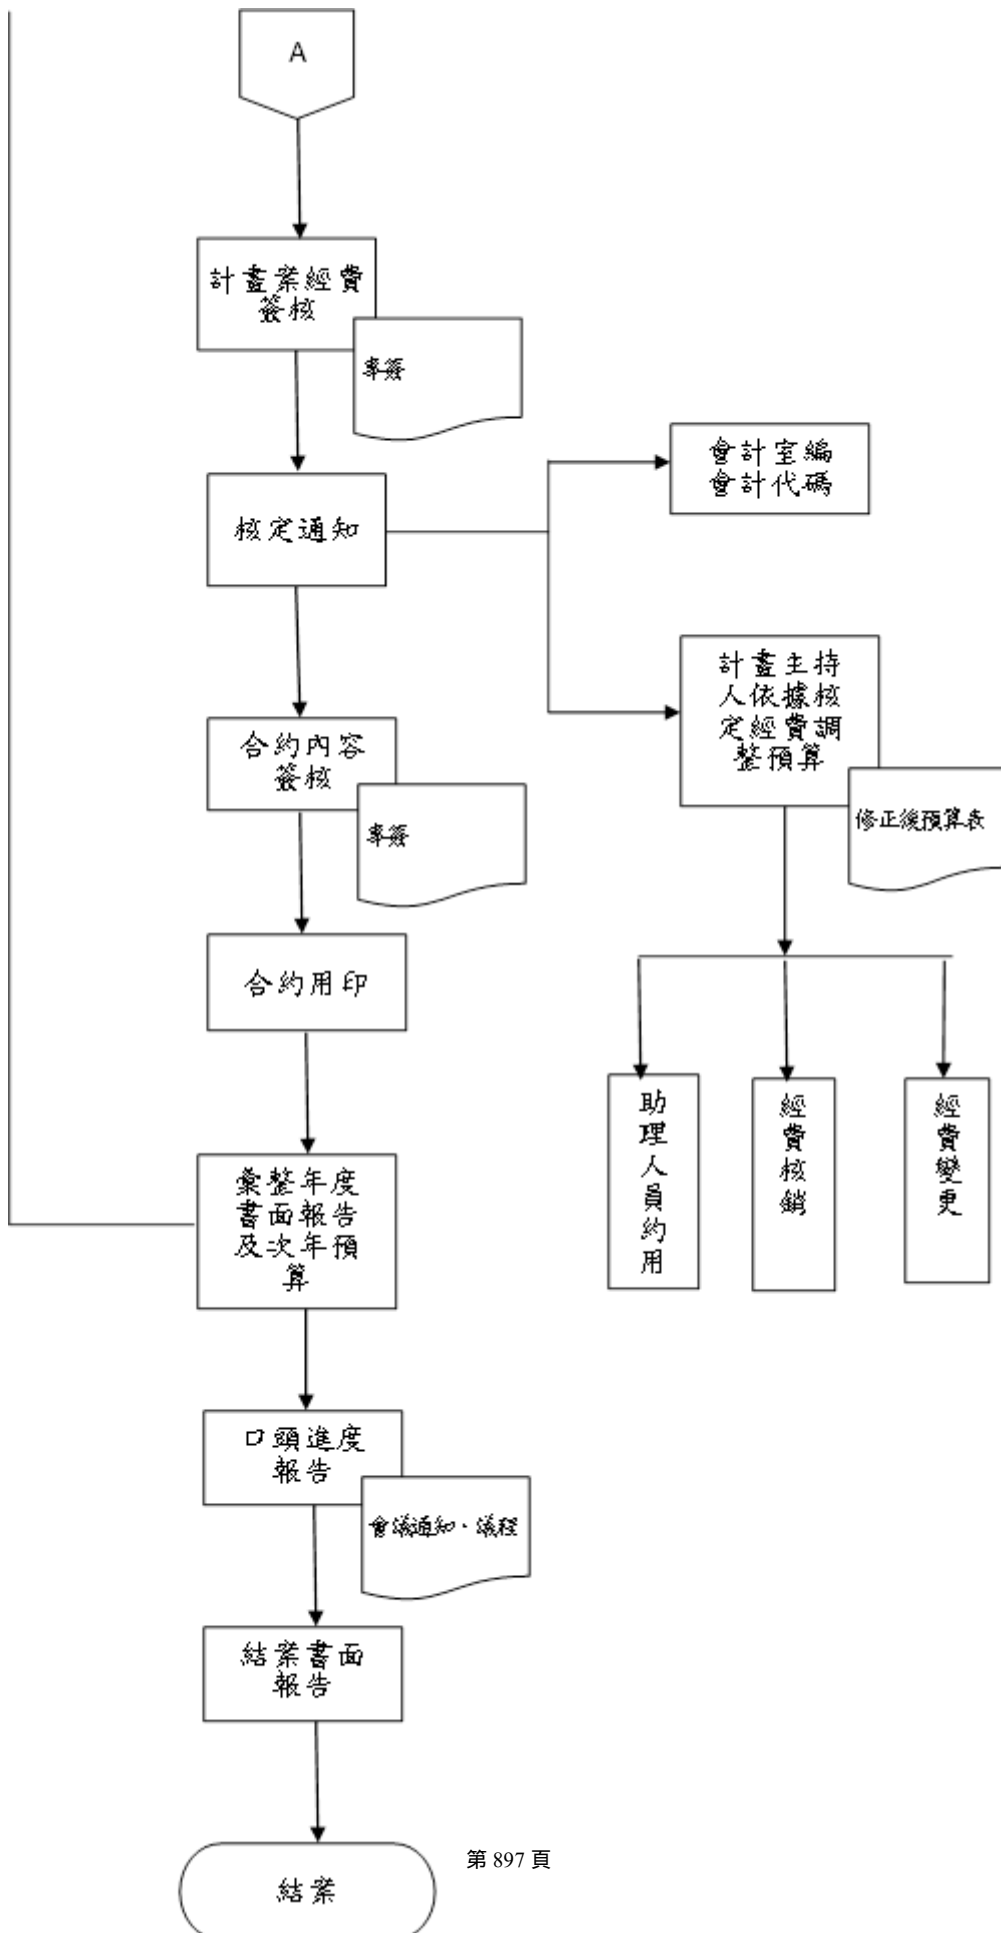 A
計畫案經費
簽核
專簽
會計室編
會計代碼
核定通知
計畫主持
人依據核
定經費調
整預算
修正後預算表
合約內容
簽核
專簽
合約用印
助理人員約用
經費核銷
經費變更
彙整年度
書面報告
及次年預
算
口頭進度
報告
會議通知、議程
結案書面
報告
結案
第 897 頁